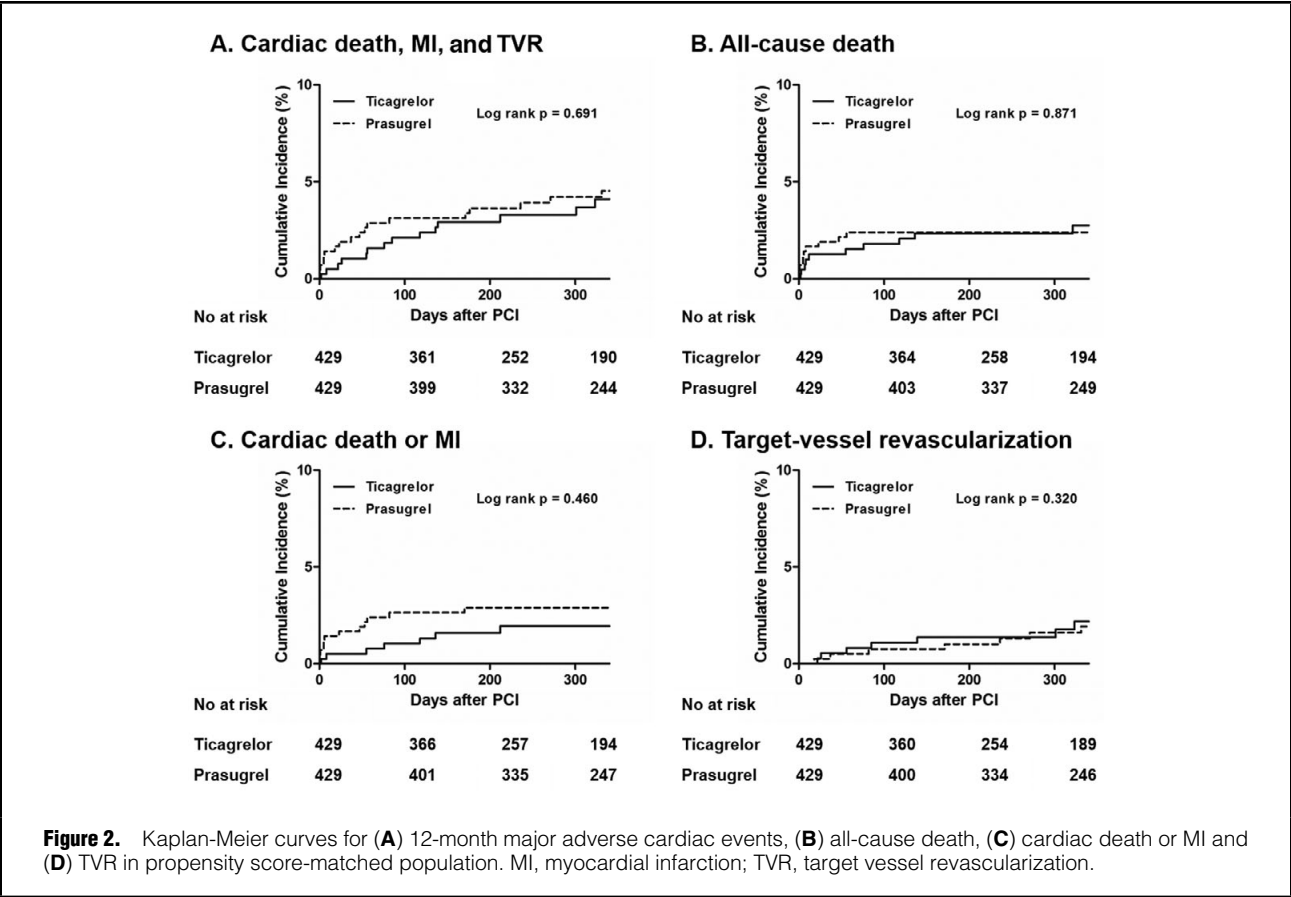 A. Cardiac death, MI, and TVR
10
5
0
Cumulative Incidence (%)
Ticagrelor
Prasugrel
Log rank p = 0.691
0 100 200 300
Days after PCI
No at risk
Ticagrelor 429 361 252 190
Prasugrel 429 399 332 244
B. All-cause death
10
5
0
Cumulative Incidence (%)
Ticagrelor
Prasugrel
Log rank p = 0.871
0 100 200 300
Days after PCI
No at risk
Ticagrelor 429 364 258 194
Prasugrel 429 403 337 249
C. Cardiac death or MI
10
5
0
Cumulative Incidence (%)
Ticagrelor
Prasugrel
Log rank p = 0.460
0 100 200 300
Days after PCI
No at risk
Ticagrelor 429 366 257 194
Prasugrel 429 401 335 247
D. Target-vessel revascularization
10
5
0
Cumulative Incidence (%)
Ticagrelor
Prasugrel
Log rank p = 0.320
0 100 200 300
Days after PCI
No at risk
Ticagrelor 429 360 254 189
Prasugrel 429 400 334 246
Figure 2. Kaplan-Meier curves for (A) 12-month major adverse cardiac events, (B) all-cause death, (C) cardiac death or MI and
(D) TVR in propensity score-matched population. MI, myocardial infarction; TVR, target vessel revascularization.